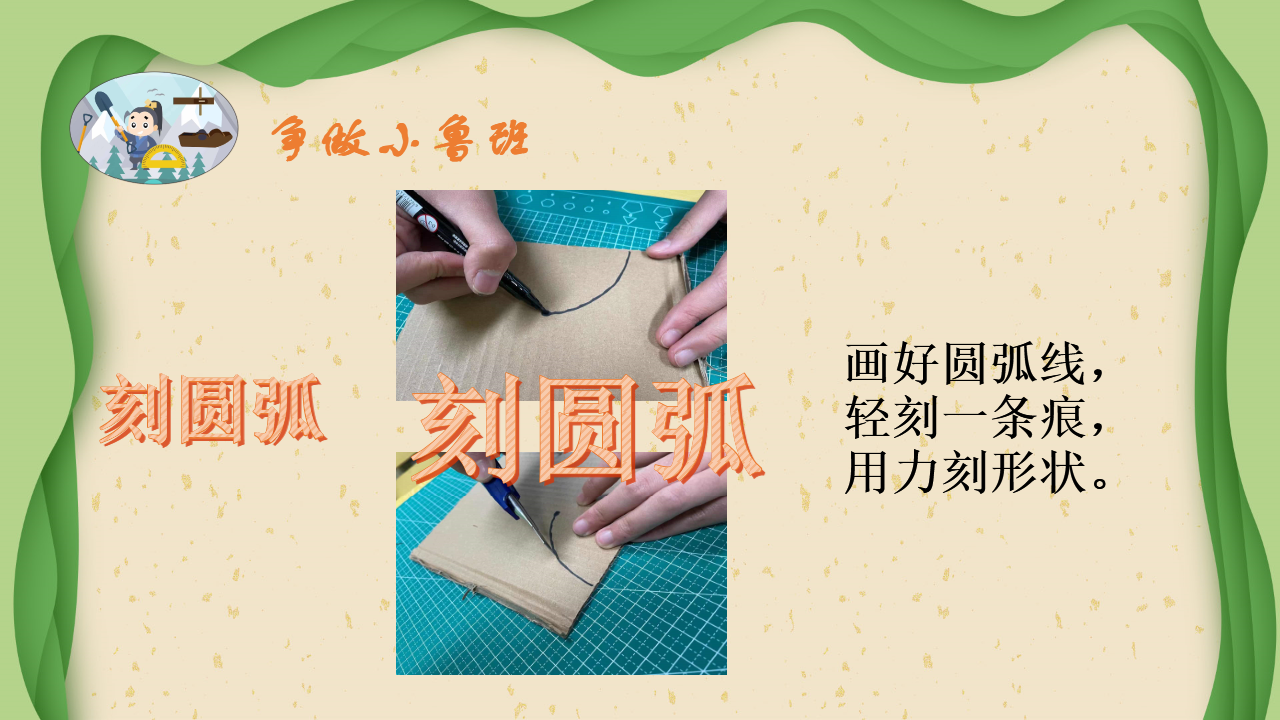 争做小鲁班
刻圆弧
刻圆弧
画好圆弧线，
轻刻一条痕，
用力刻形状。